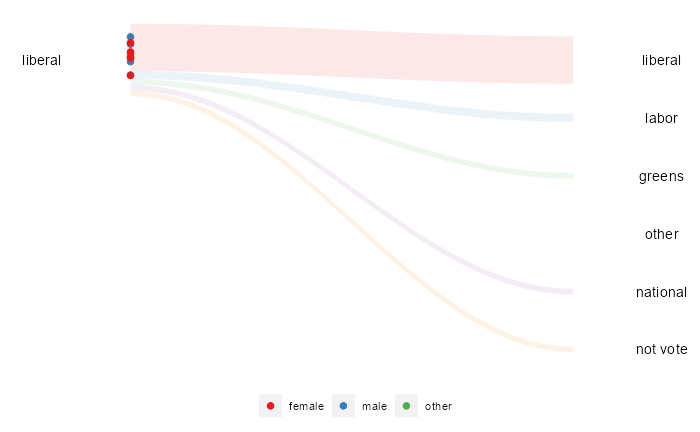 liberal
liberal
labor
greens
other
national
not vote
female male other